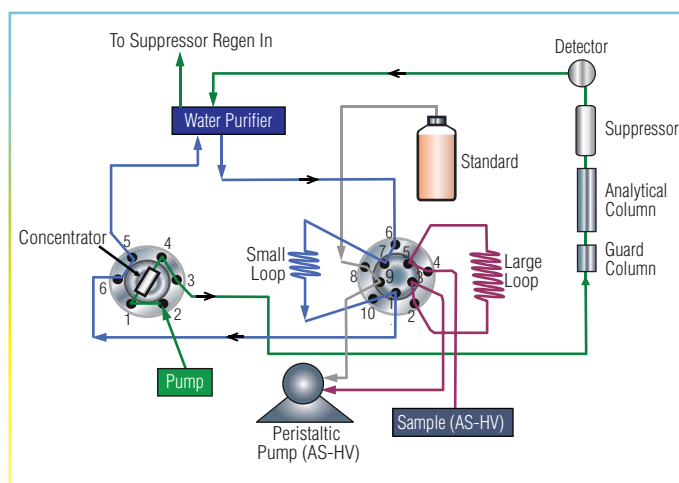 To Suppressor Regen In
Detector
Water Purifier
Suppressor
Standard
Analytical
Column
Concentrator
5
4
6
3
1
2
Small
Loop
6
7
5
8
9
3
4
10
1
2
Large
Loop
Guard
Column
Pump
Peristaltic
Pump (AS-HV)
Sample (AS-HV)